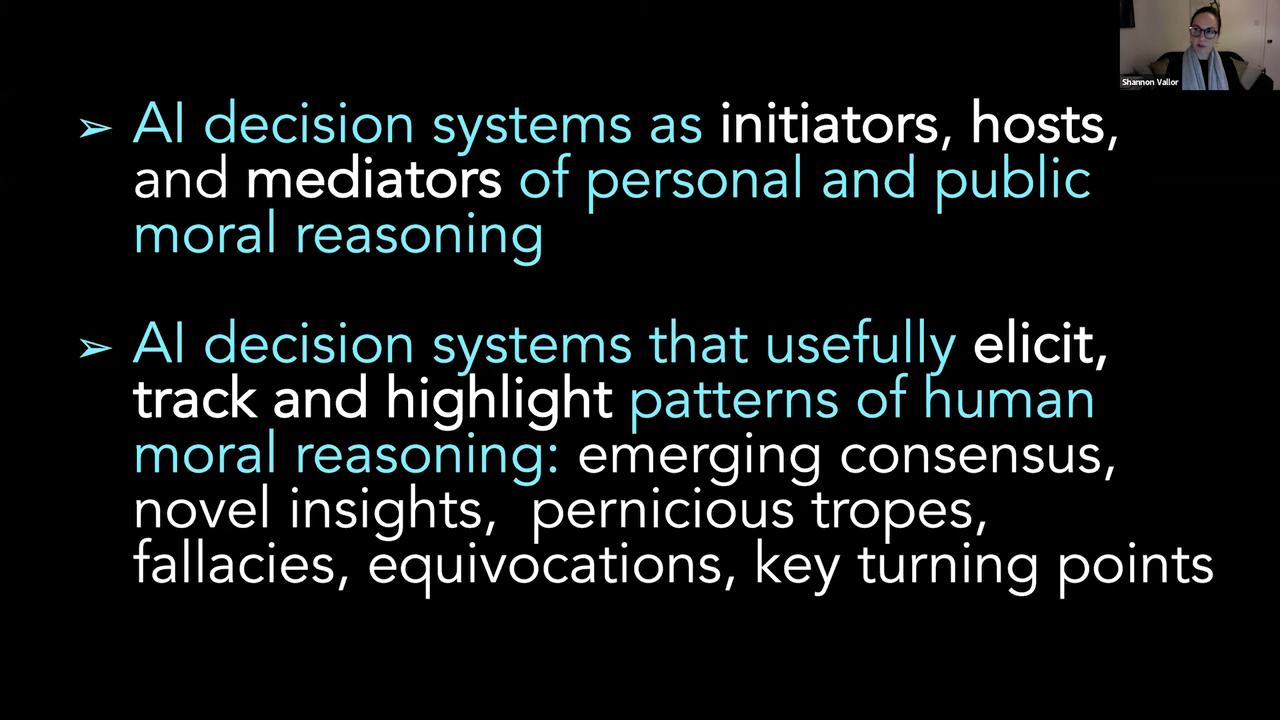 Shannon Vallor
➢ AI decision systems as initiators, hosts,
and mediators of personal and public
moral reasoning
➢ AI decision systems that usefully elicit,
track and highlight patterns of human
moral reasoning: emerging consensus,
novel insights,  pernicious tropes,
fallacies, equivocations, key turning points